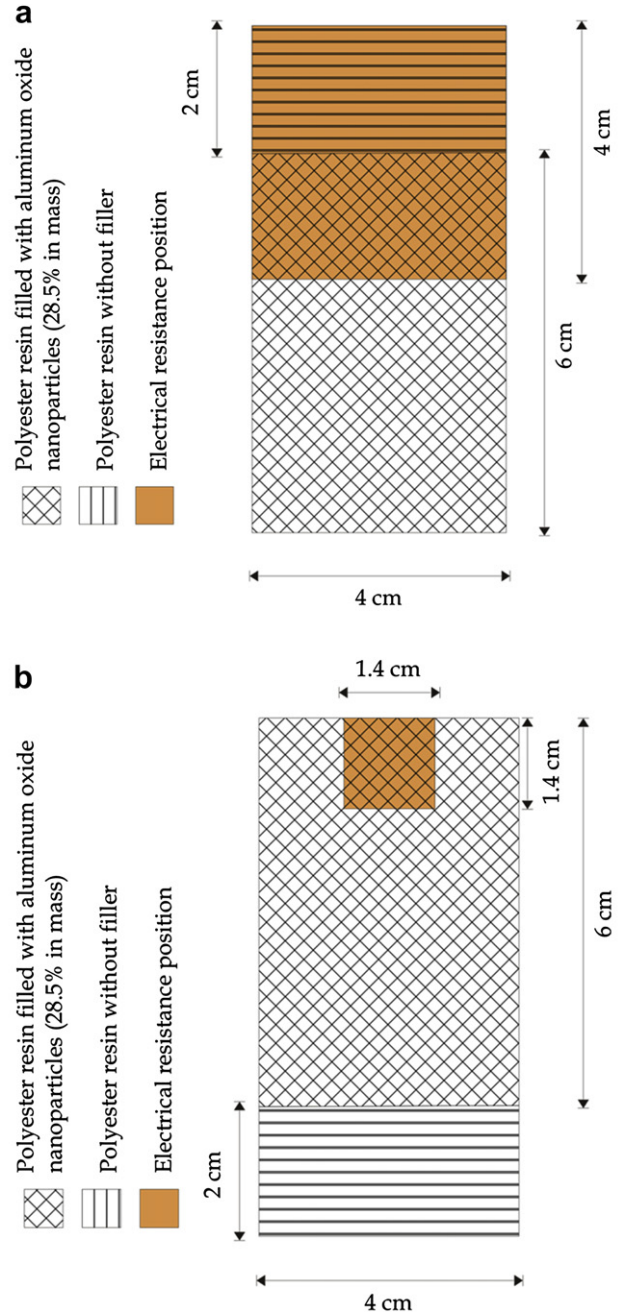 a
Polyester resin filled with aluminum oxide
nanoparticles (28.5% in mass)
Polyester resin without filler
Electrical resistance position
2 cm
4 cm
6 cm
4 cm
b
Polyester resin filled with aluminum oxide
nanoparticles (28.5% in mass)
Polyester resin without filler
Electrical resistance position
1.4 cm
1.4 cm
6 cm
2 cm
4 cm